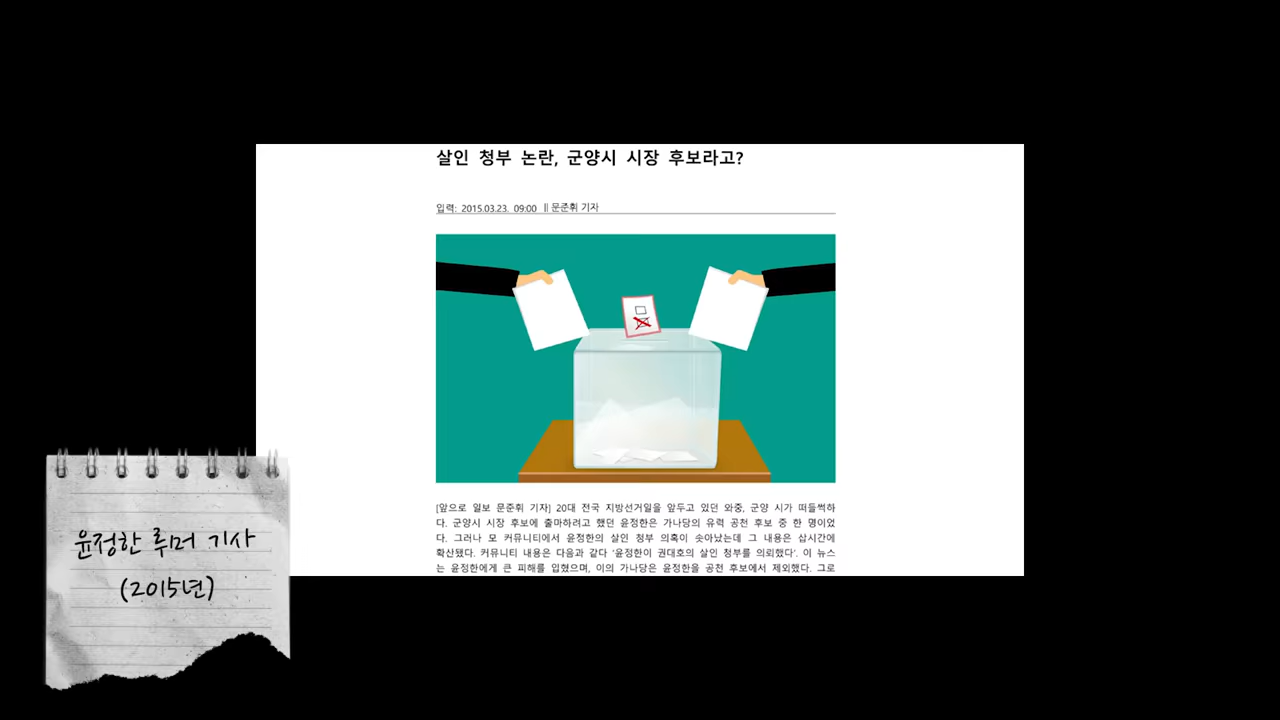 살인 청부 논란, 군양시 시장 후보라고?
입력: 2015.03.23. 09:00 || 문준휘 기자
[앞으로 일보 문준휘 기자] 20대 전국 지방선거일을 앞두고 있던 와중, 군양 시가 떠들썩하
다. 군양시 시장 후보에 출마하려고 했던 윤정한은 가나당의 유력 공천 후보 중 한 명이었
다. 그러나 모 커뮤니티에서 윤정한의 살인 청부 의혹이 솟아났는데 그 내용은 삽시간에
확산됐다. 커뮤니티 내용은 다음과 같다 '윤정한이 권대호의 살인 청부를 의뢰했다'. 이 뉴스
는 윤정한에게 큰 피해를 입혔으며, 이의 가나당은 윤정한을 공천 후보에서 제외했다. 그로
윤정한 루머 기사
(2015년)